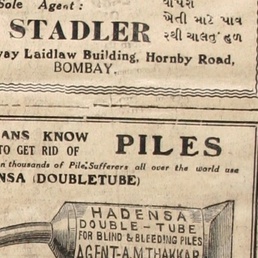 Sole Agent:
STADLER
way Laidlaw Building, Hornby Road,
BOMBAY.
વાપરો
ખેતી માટે પાવ
રથી ચાલતું હળ
ANS KNOW
TO GET RID OF
PILES
n thousands of Pile Sufferers all over the world use
NSA (DOUBLETUBE)
HADENSA
DOUBLE-TUBE
FOR BLIND & BLEEDING PILES
AGENT-A.M.THAKKAR